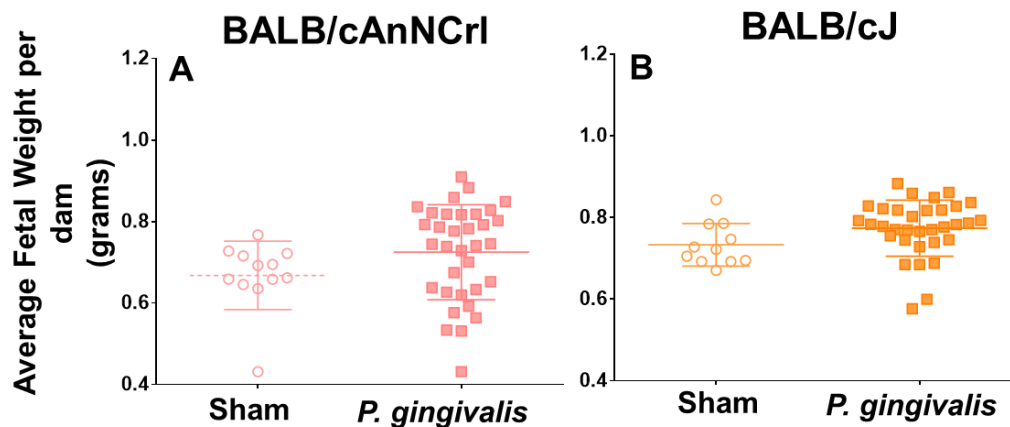 BALB/cAnNCrl
BALB/cJ
Average Fetal Weight per
dam
(grams)
A
1.2
1.0
0.8
0.6
0.4
Sham
P. gingivalis
B
1.2
1.0
0.8
0.6
0.4
Sham
P. gingivalis